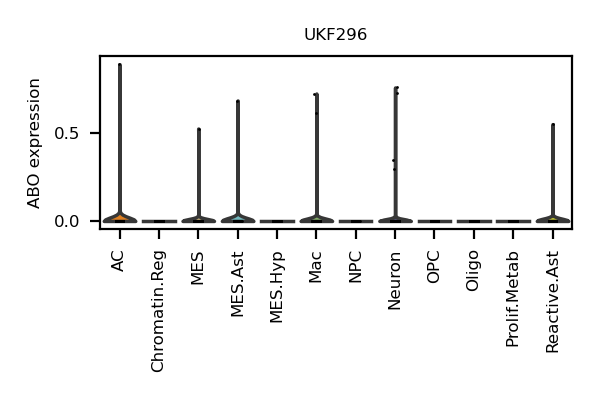 UKF296
ABO expression
0.5
0.0
AC
Chromatin.Reg
MES
MES.Ast
MES.Hyp
Mac
NPC
Neuron
OPC
Oligo
Prolif.Metab
Reactive.Ast